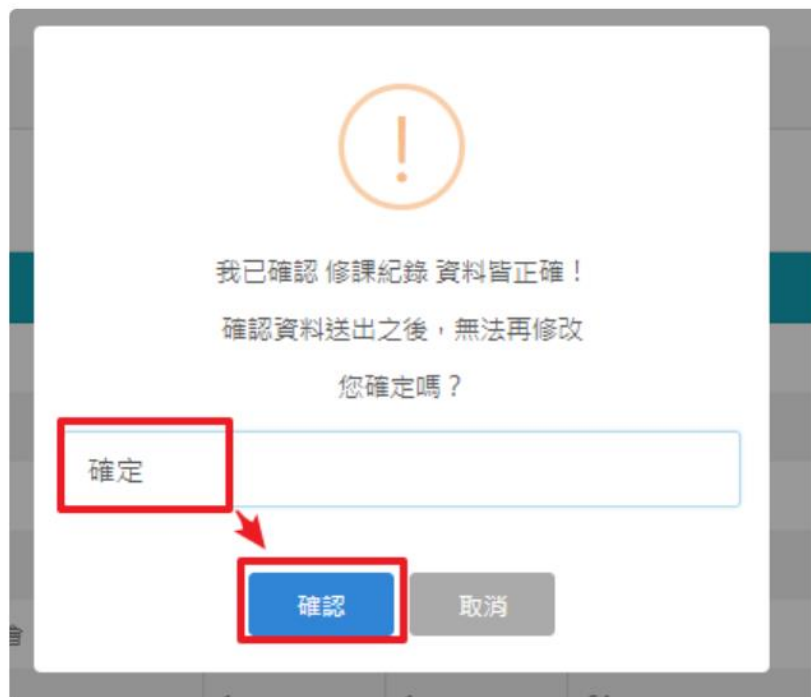 我已確認 修課紀錄 資料皆正確！
確認資料送出之後，無法再修改
您確定嗎？
確定
確認 取消
會